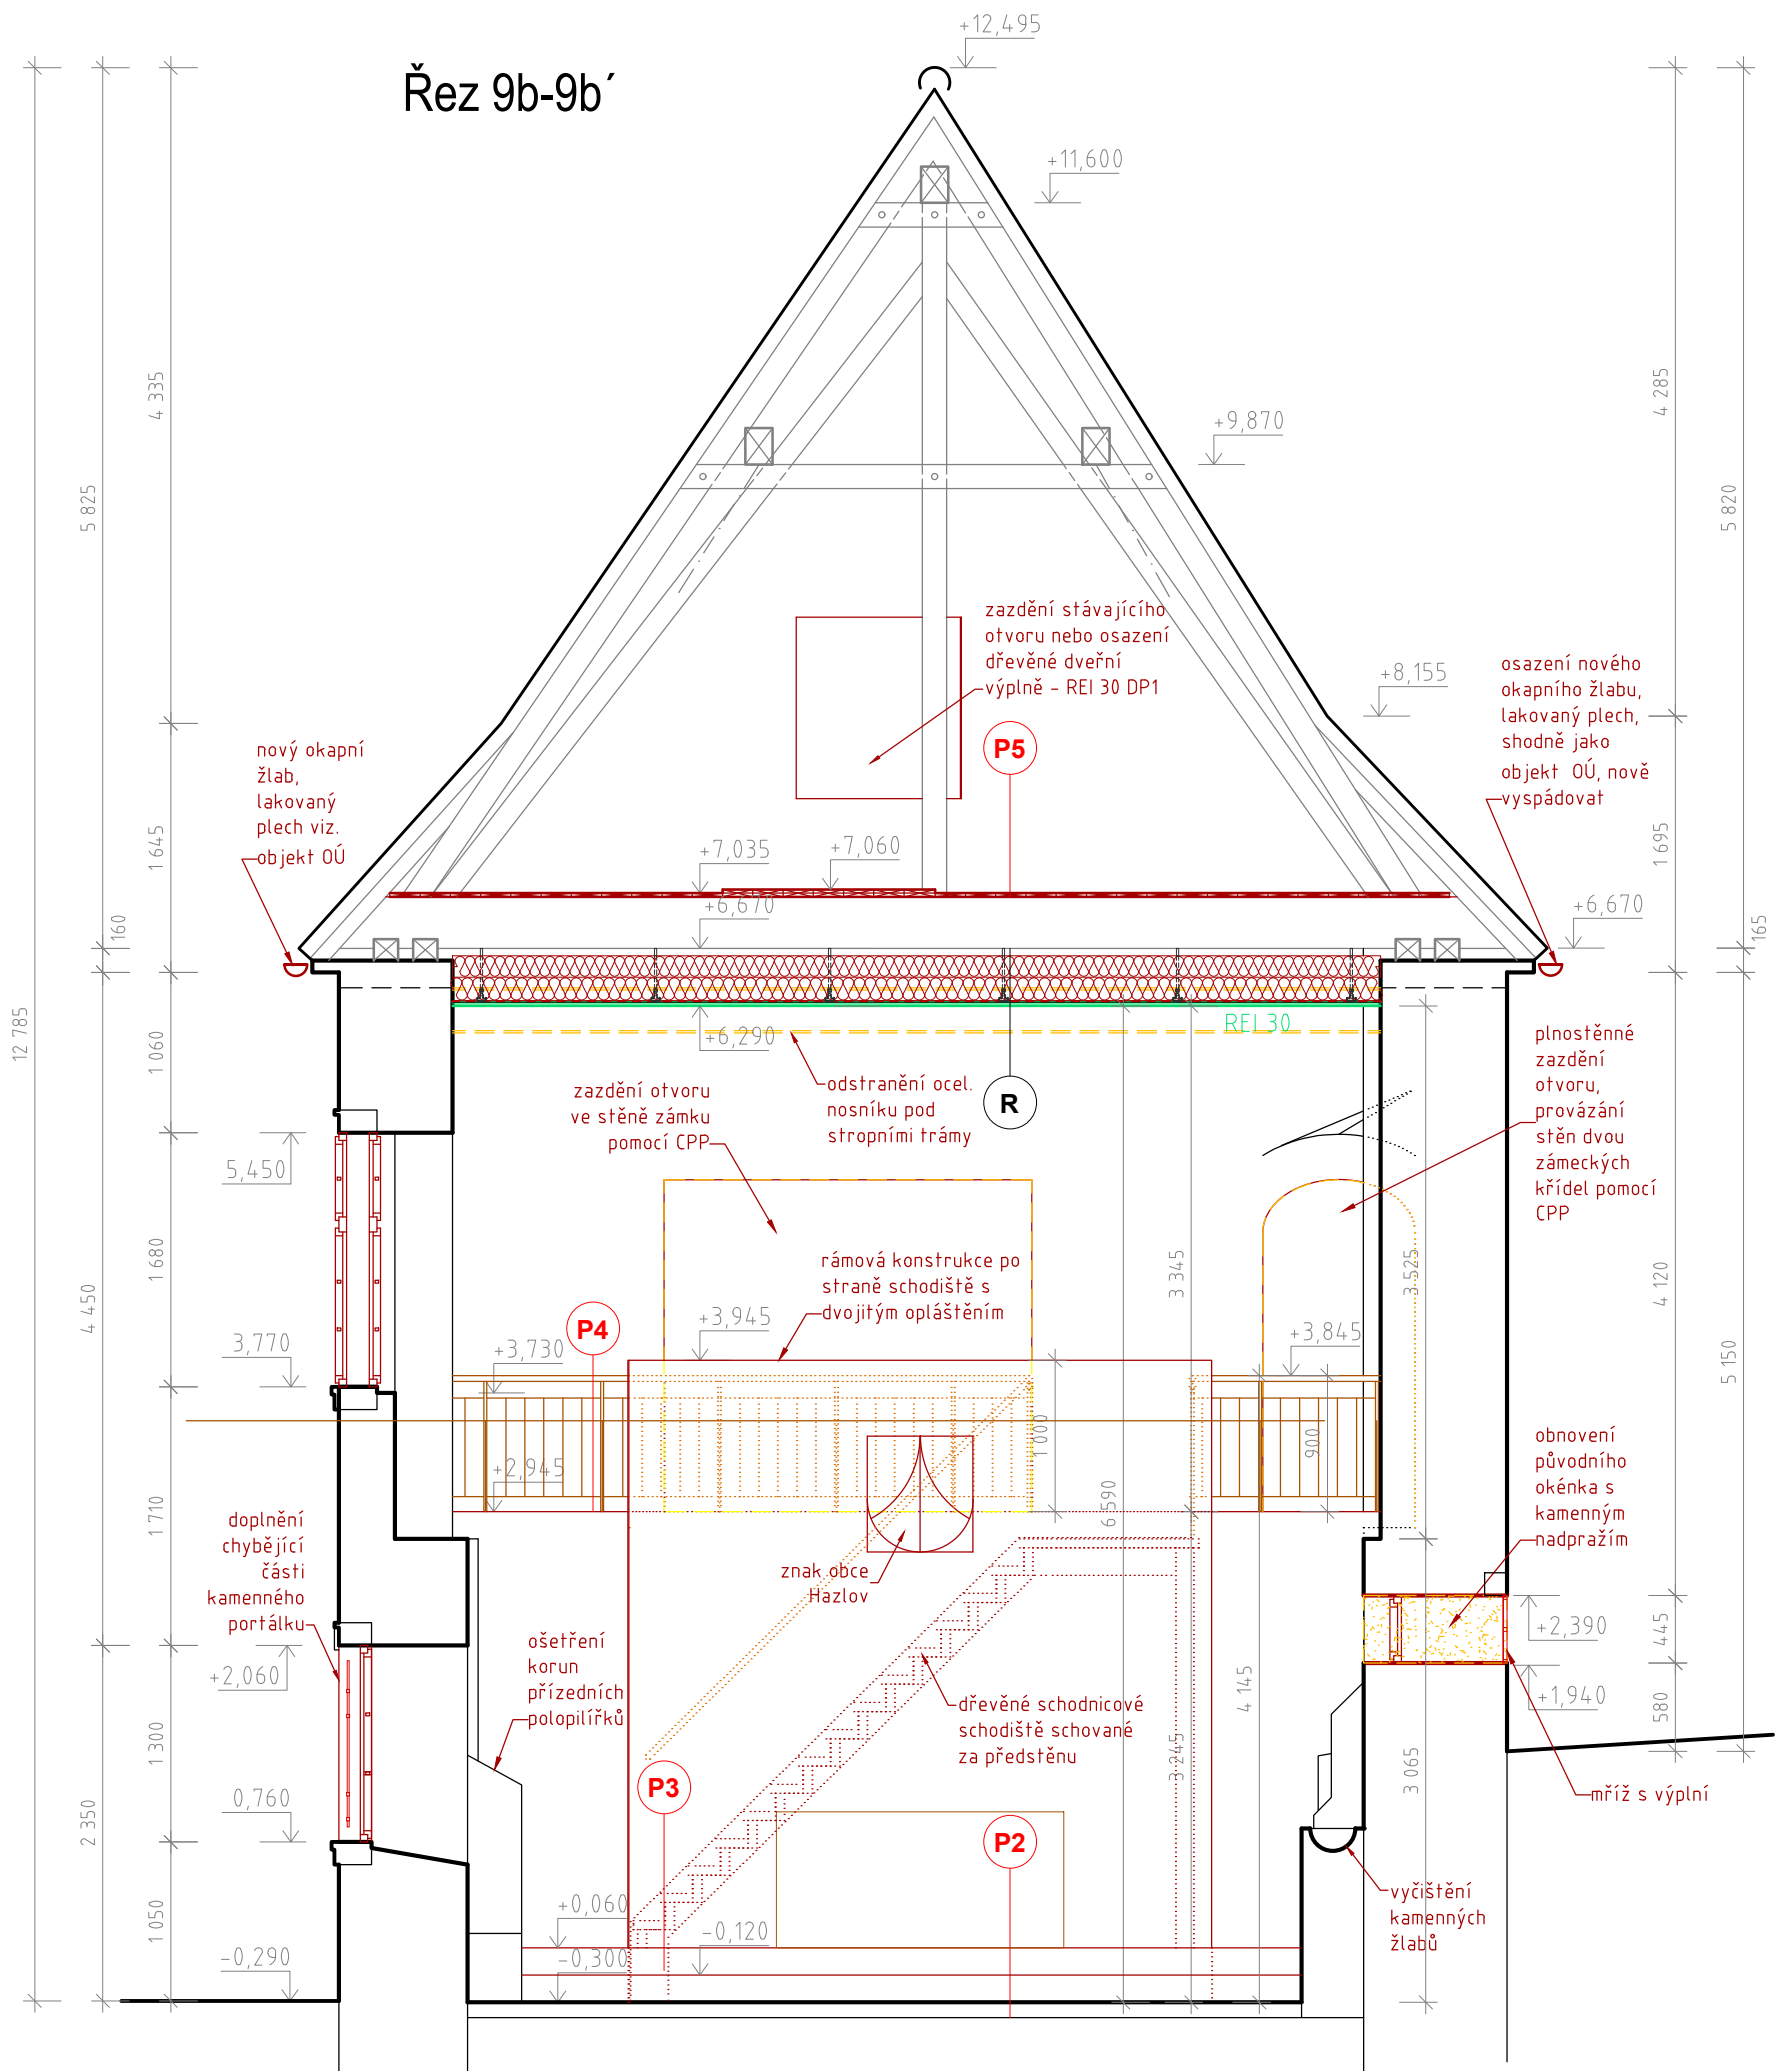 Řez 9b-9b´
+12,495
+11,600
+9,870
+8,155
4 335
5 825
12 785
1 645
160
1 060
1 680
4 450
1 710
2 350
1 300
1 050
4 285
5 820
1 695
165
4 120
5 150
445
580
zazdění stávajícího
otvoru nebo osazení
dřevěné dveřní
výplně - REI 30 DP1
osazení nového
okapního žlabu,
lakovaný plech,
shodně jako
objekt OÚ, nově
vyspádovat
nový okapní
žlab,
lakovaný
plech viz.
objekt OÚ
P5
+7,035
+7,060
+6,670
+6,670
REI 30
+6,290
zazdění otvoru
ve stěně zámku
pomocí CPP
odstranění ocel.
nosníku pod
stropními trámy
R
plnostěnné
zazdění
otvoru,
provázání
stěn dvou
zámeckých
křídel pomocí
CPP
5,450
3,770
rámová konstrukce po
straně schodiště s
dvojitým opláštěním
P4
+3,945
+3,730
+3,845
+2,945
3 345
3 525
1 000
900
6 590
4 145
3 245
3 065
obnovení
původního
okénka s
kamenným
nadpražím
doplnění
chybějící
části
kamenného
portálku
znak obce
Hazlov
ošetření
korun
přízedních
polopilířků
dřevěné schodnicové
schodiště schované
za předstěnu
+2,390
+1,940
+2,060
0,760
mříž s výplní
P3
P2
vyčištění
kamenných
žlabů
+0,060
-0,120
-0,300
-0,290